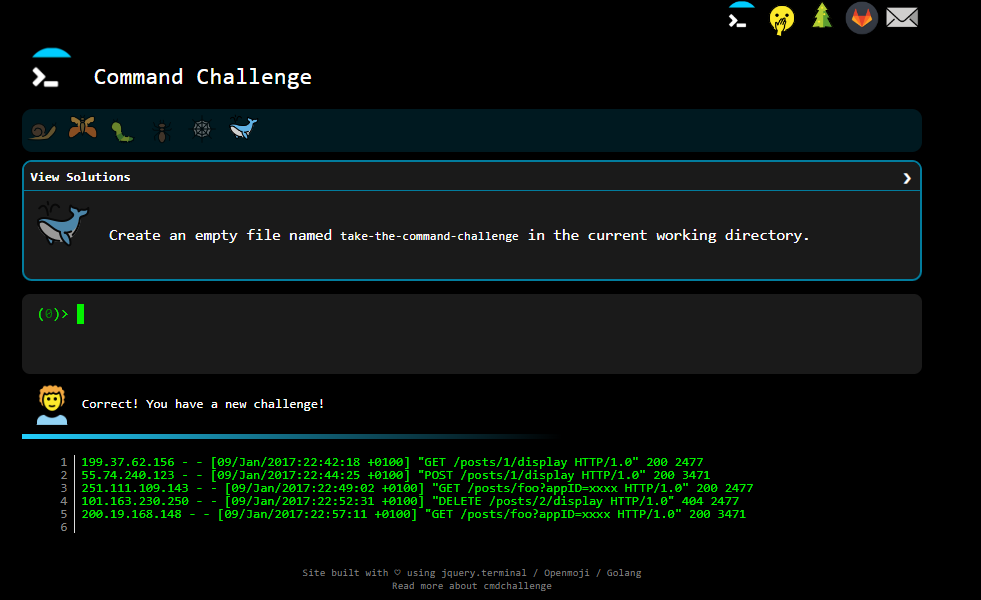 Command Challenge
View Solutions
Create an empty file named take-the-command-challenge in the current working directory.
(0)>
Correct! You have a new challenge!
1 199.37.62.156 - - [09/Jan/2017:22:42:18 +0100] "GET /posts/1/display HTTP/1.0" 200 2477
2 55.74.240.123 - - [09/Jan/2017:22:44:25 +0100] "POST /posts/1/display HTTP/1.0" 200 3471
3 251.111.109.143 - - [09/Jan/2017:22:49:02 +0100] "GET /posts/foo?appID=xxxx HTTP/1.0" 200 2477
4 101.163.230.250 - - [09/Jan/2017:22:52:31 +0100] "DELETE /posts/2/display HTTP/1.0" 404 2477
5 200.19.168.148 - - [09/Jan/2017:22:57:11 +0100] "GET /posts/foo?appID=xxxx HTTP/1.0" 200 3471
6
Site built with ♡ using jquery.terminal / Openmoji / Golang
Read more about cmdchallenge